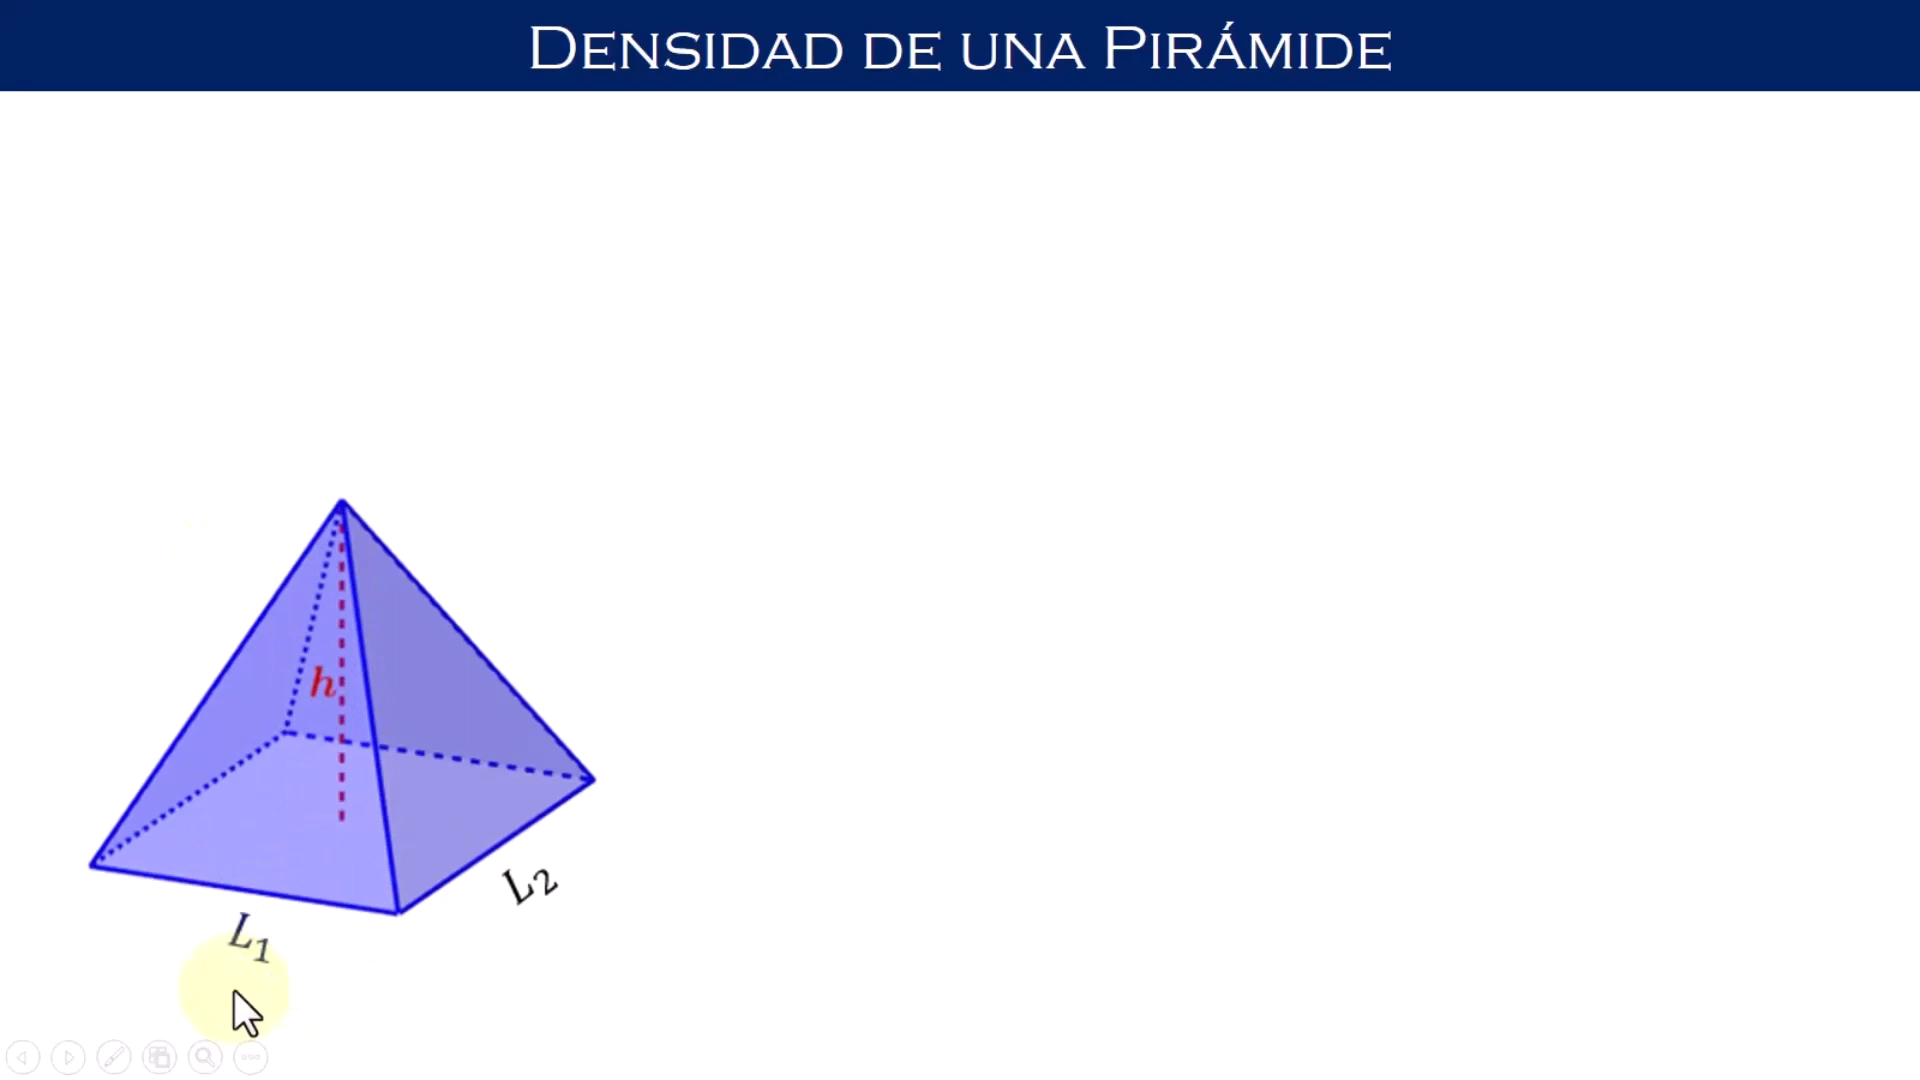 DENSIDAD DE UNA PIRÁMIDE
h
L₂
L₁